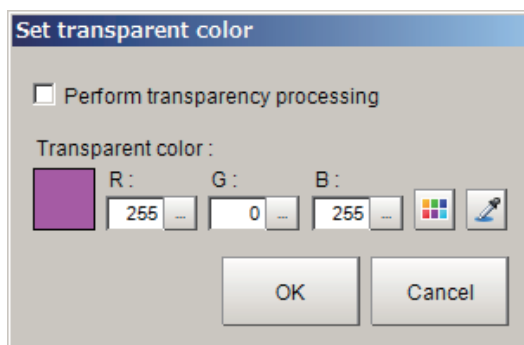 Set transparent color
Perform transparency processing
Transparent color :
R : G : B :
255 ... 0 ... 255 ...
OK Cancel